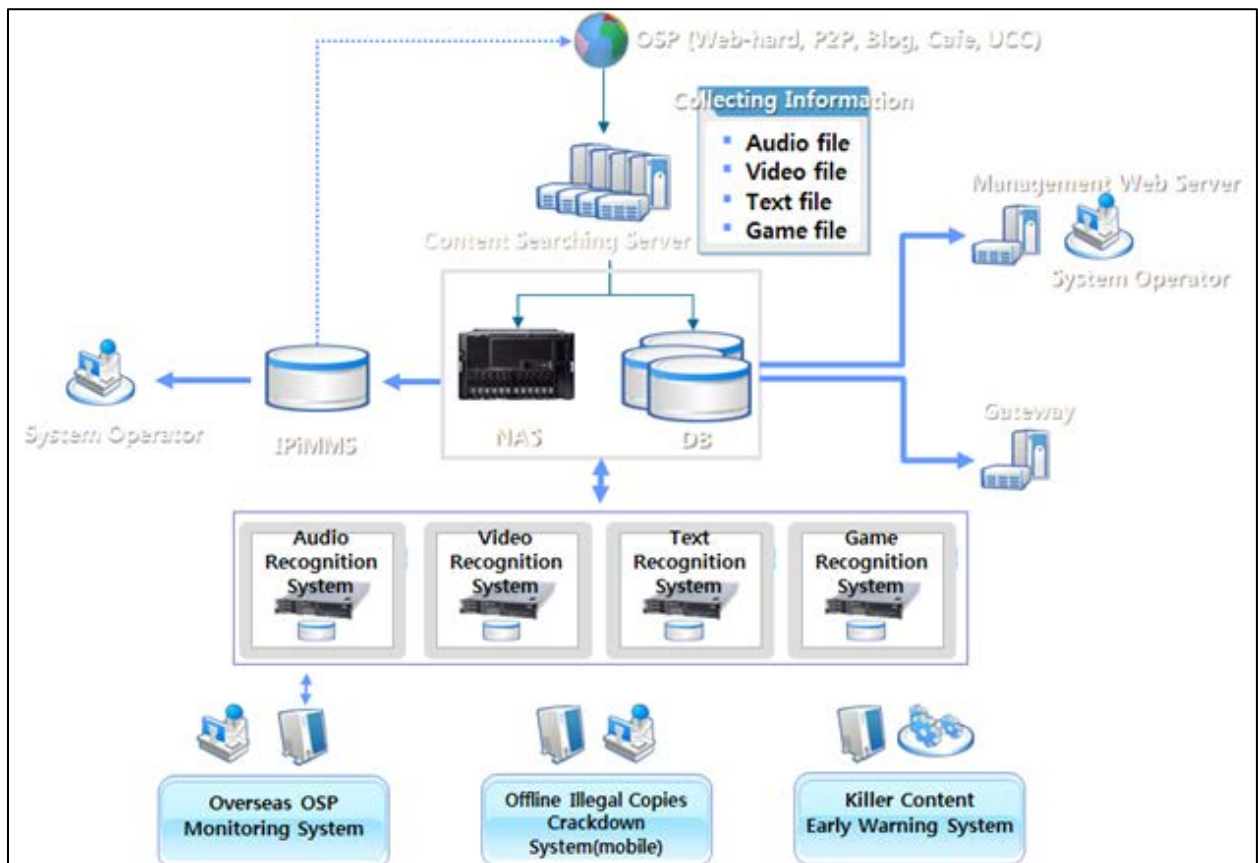 OSP (Web-hard, P2P, Blog, Cafe, UCC)
Collecting Information
Audio file
Video file
Text file
Game file
Content Searching Server
Management Web Server
System Operator
System Operator
IPiMMS
NAS
DB
Gateway
Audio
Recognition
System
Video
Recognition
System
Text
Recognition
System
Game
Recognition
System
Overseas OSP
Monitoring System
Offline Illegal Copies
Crackdown
System(mobile)
Killer Content
Early Warning System